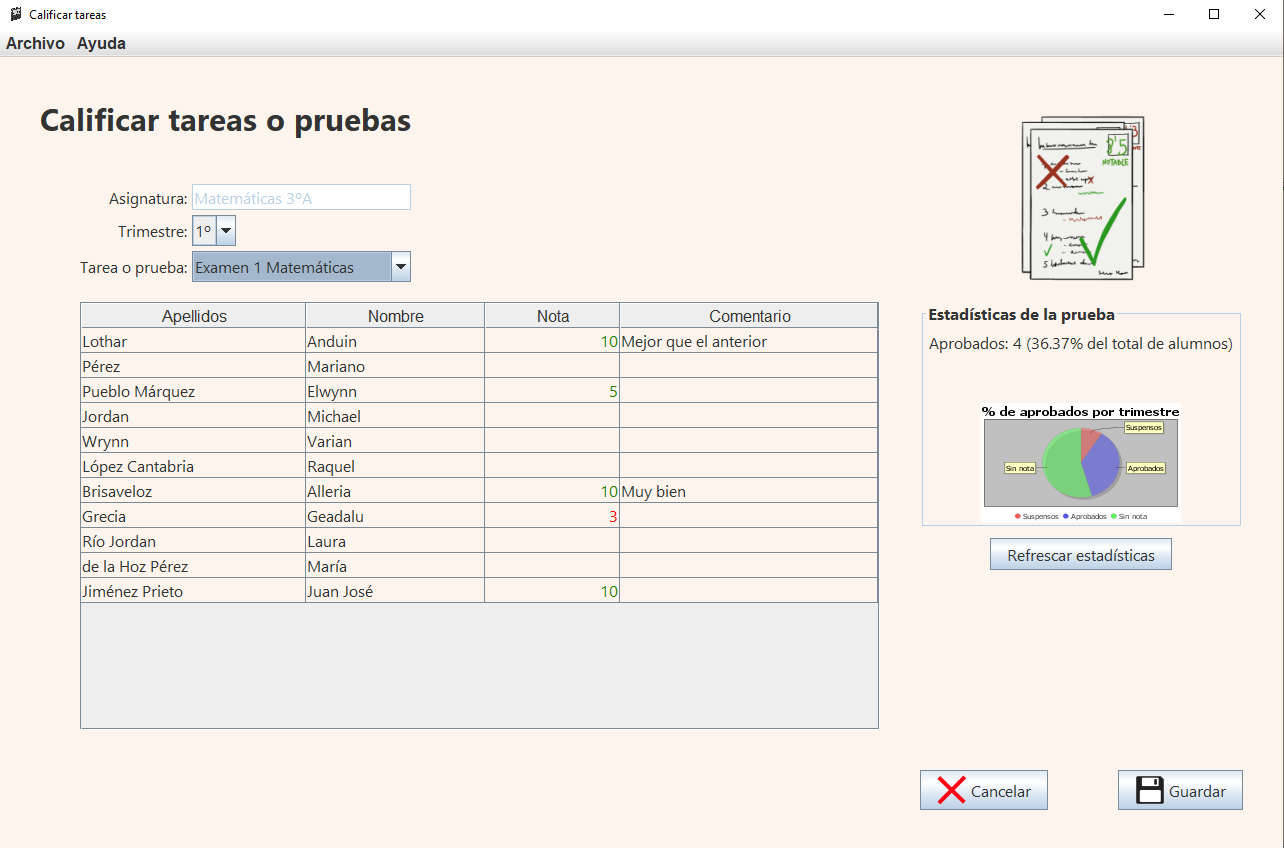 Calificar tareas
Archivo Ayuda
Calificar tareas o pruebas
Asignatura: Matemáticas 3ºA
Trimestre: 1º
Tarea o prueba: Examen 1 Matemáticas
Apellidos Nombre Nota Comentario
Lothar Anduin 10 Mejor que el anterior
Pérez Mariano
Pueblo Márquez Elwynn 5
Jordan Michael
Wrynn Varian
López Cantabria Raquel
Brisaveloz Alleria 10 Muy bien
Grecia Geadalu 3
Río Jordan Laura
de la Hoz Pérez María
Jiménez Prieto Juan José 10
NOTABLE
Estadísticas de la prueba
Aprobados: 4 (36.37% del total de alumnos)
% de aprobados por trimestre
Suspensos
Sin nota
Aprobados
Suspensos Aprobados Sin nota
Refrescar estadísticas
Cancelar Guardar